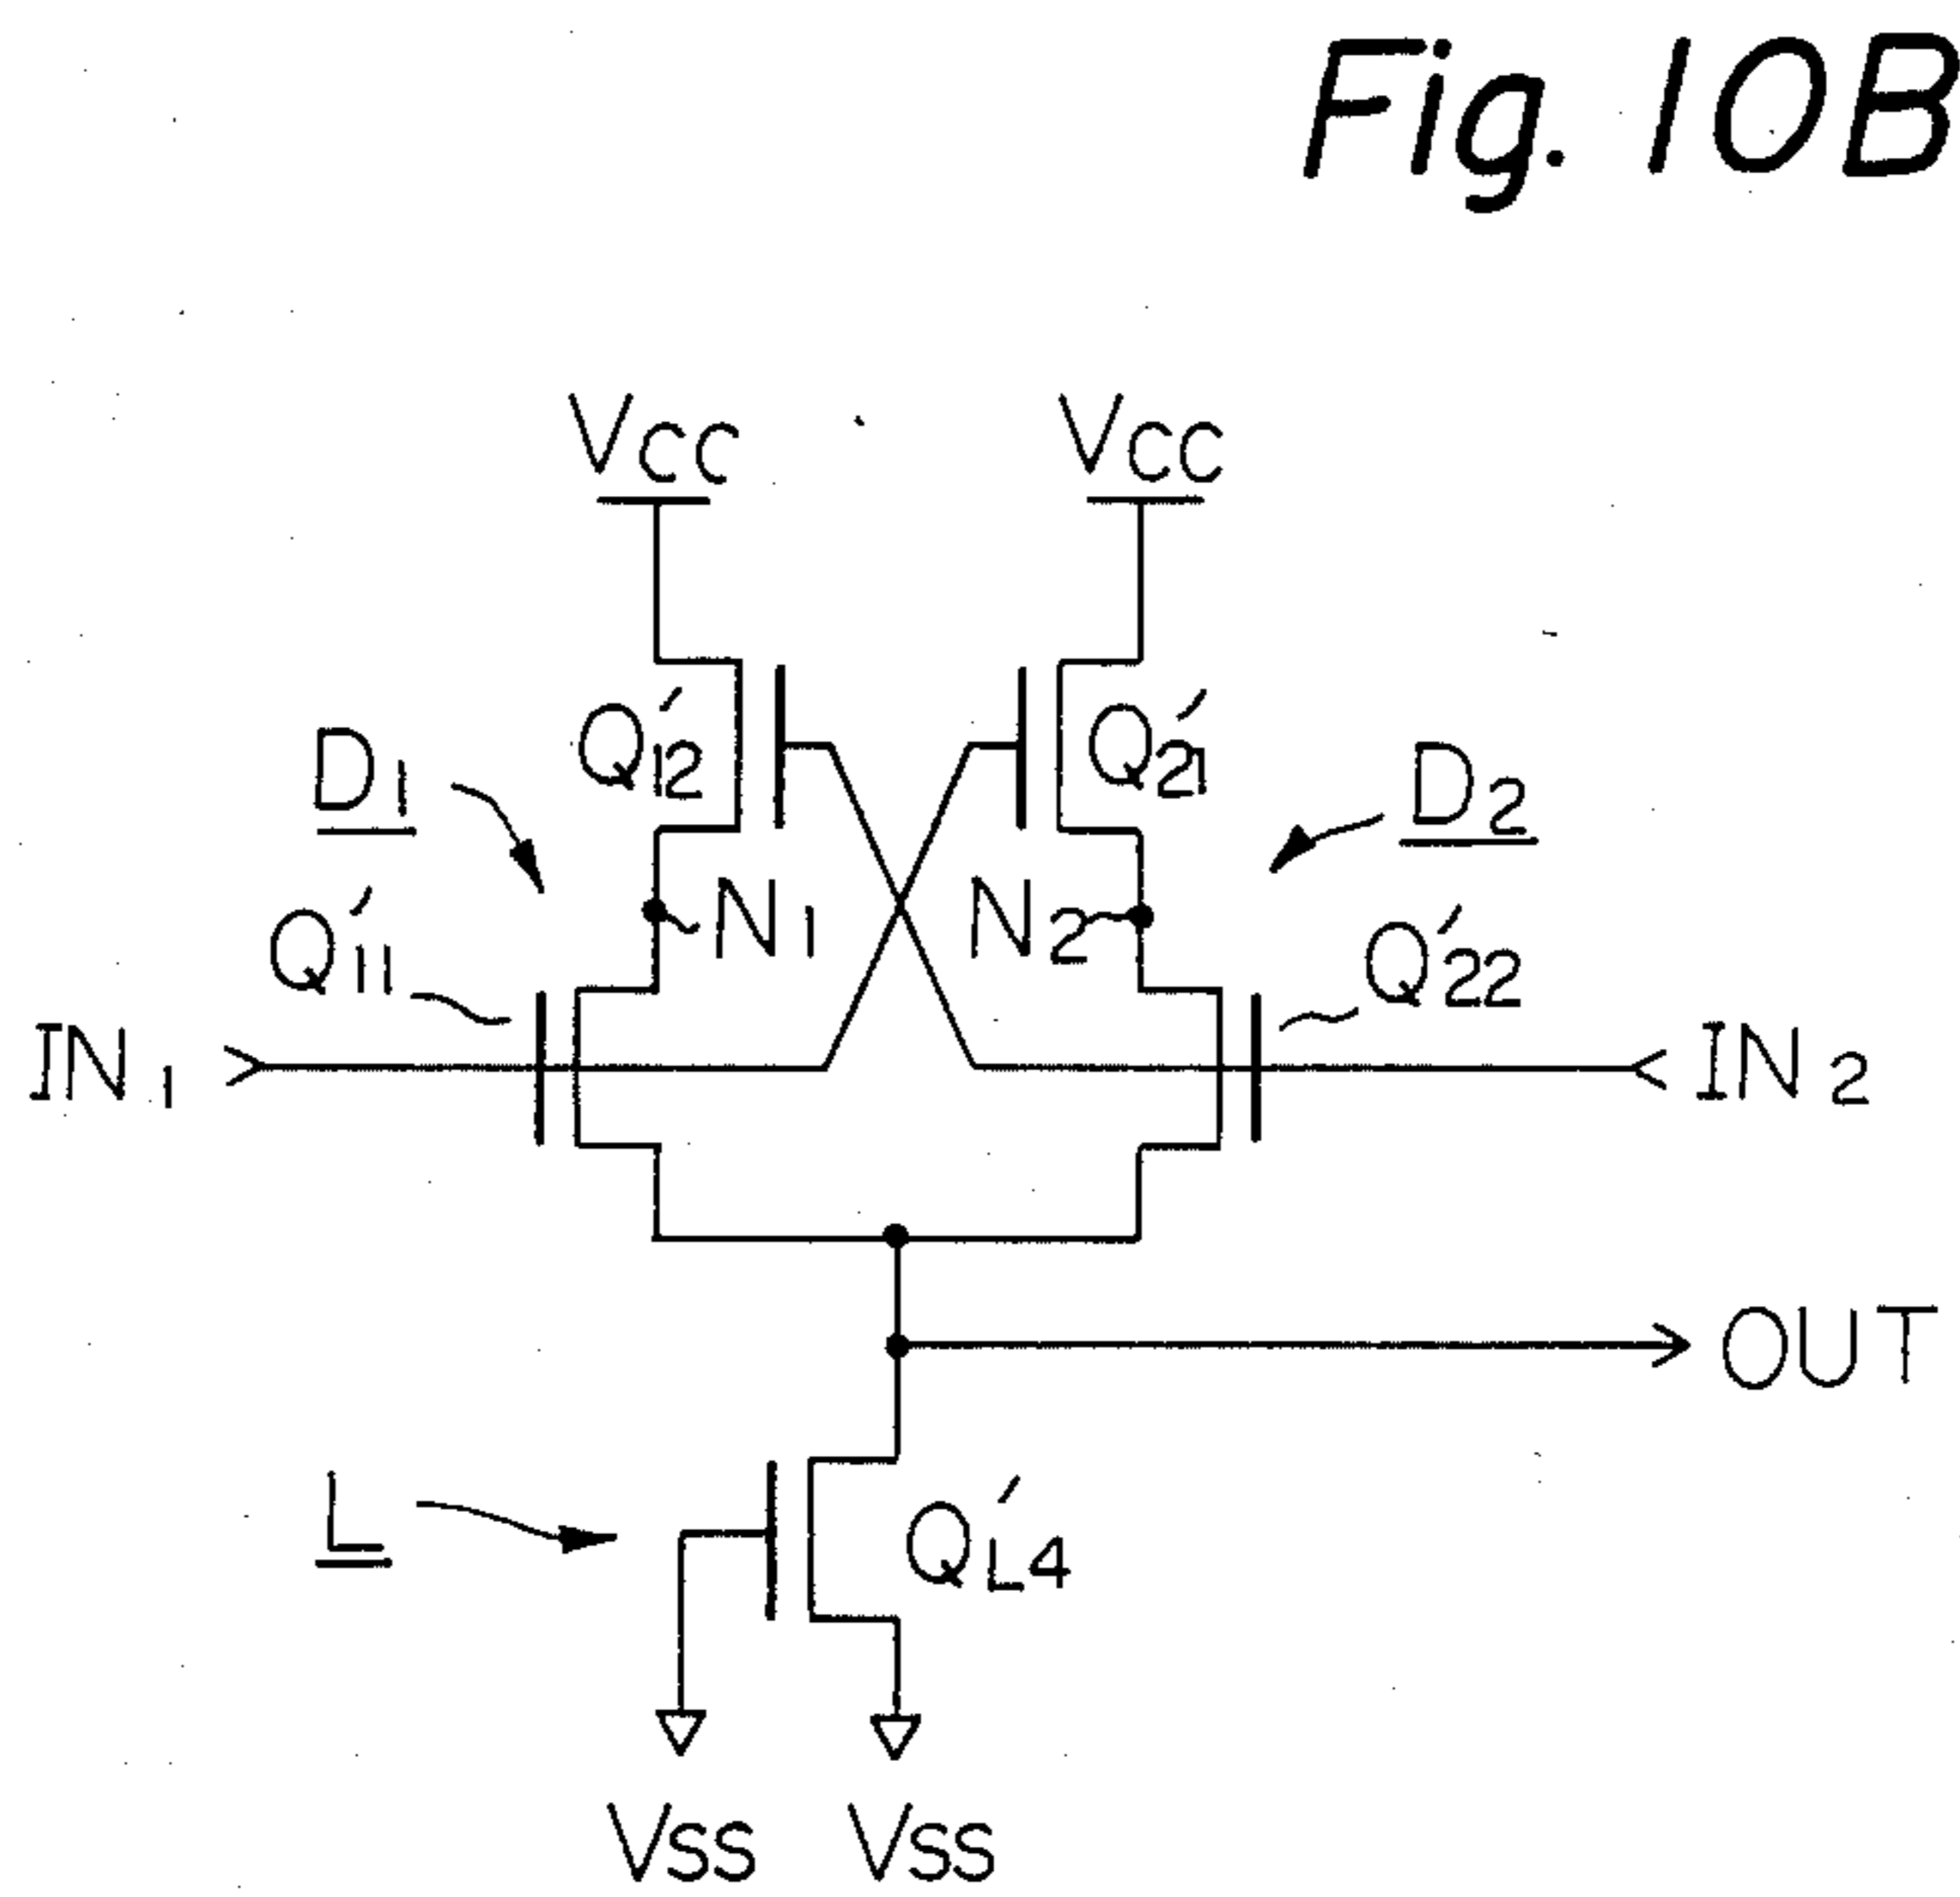 Fig. 10B
Vcc Vcc
Q'12 Q'21
D1 D2
N1 N2
Q'11 Q'22
IN1 IN2
OUT
L Q'L4
Vss Vss